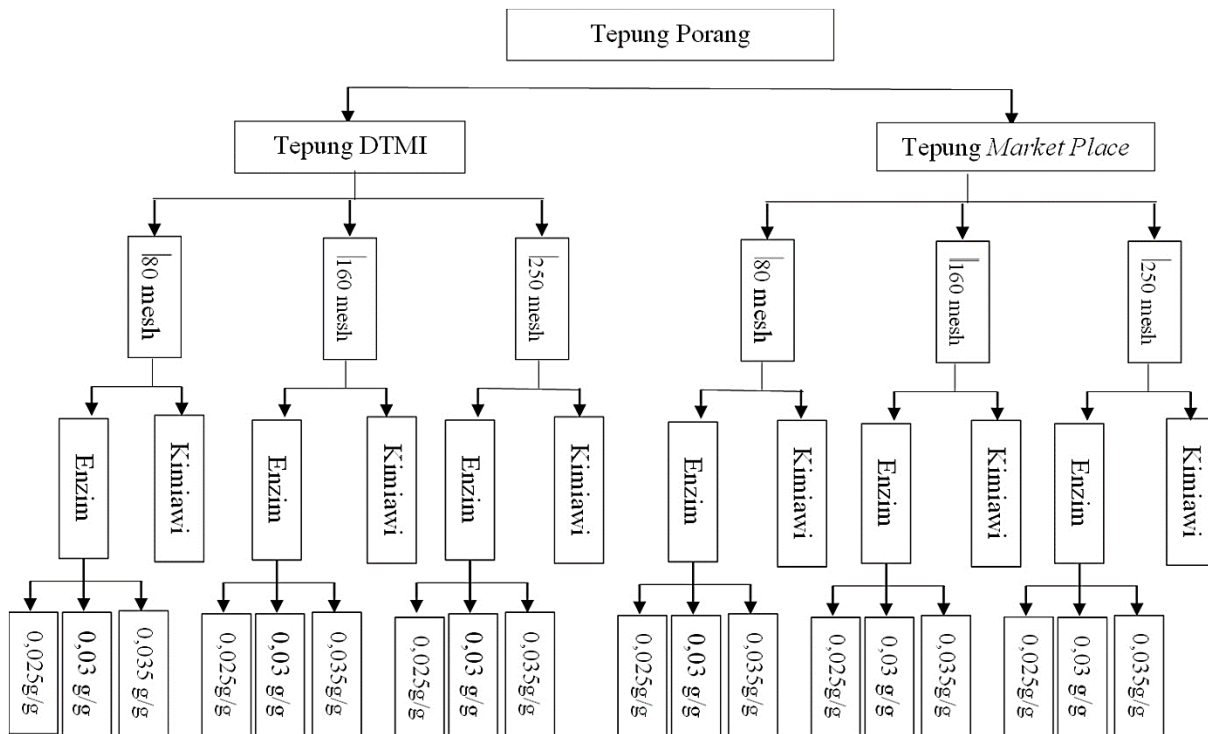 Tepung Porang
Tepung DTMI
Tepung Market Place
80 mesh
160 mesh
250 mesh
80 mesh
160 mesh
250 mesh
Enzim
Kimiawi
Enzim
Kimiawi
Enzim
Kimiawi
Enzim
Kimiawi
Enzim
Kimiawi
Enzim
Kimiawi
0,025g/g
0,03 g/g
0,035 g/g
0,025g/g
0,03 g/g
0,035g/g
0,025g/g
0,03 g/g
0,035g/g
0,025g/g
0,03 g/g
0,035g/g
0,025g/g
0,03 g/g
0,035g/g
0,025g/g
0,03 g/g
0,035g/g